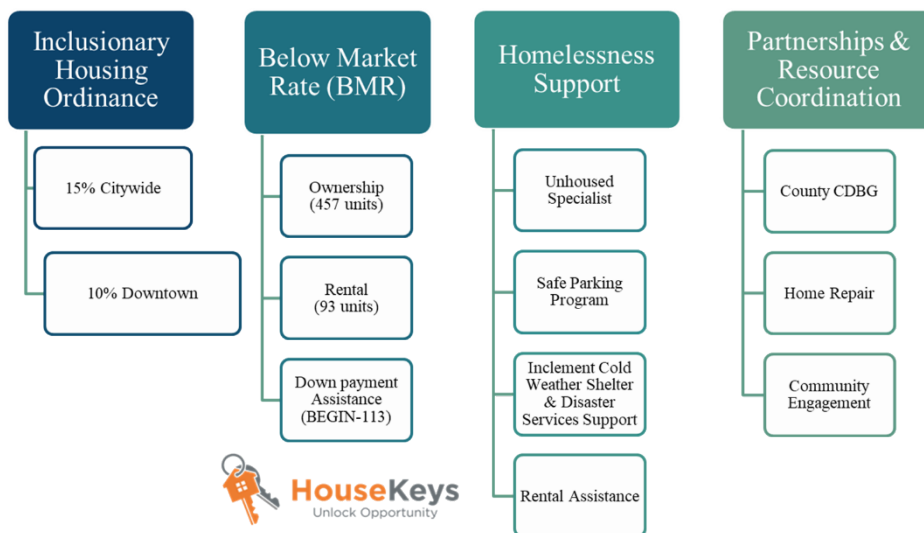 Inclusionary
Housing
Ordinance
15% Citywide
10% Downtown
Below Market
Rate (BMR)
Ownership
(457 units)
Rental
(93 units)
Down payment
Assistance
(BEGIN-113)
Homelessness
Support
Unhoused
Specialist
Safe Parking
Program
Inclement Cold
Weather Shelter
& Disaster
Services Support
Rental Assistance
Partnerships &
Resource
Coordination
County CDBG
Home Repair
Community
Engagement
HouseKeys
Unlock Opportunity